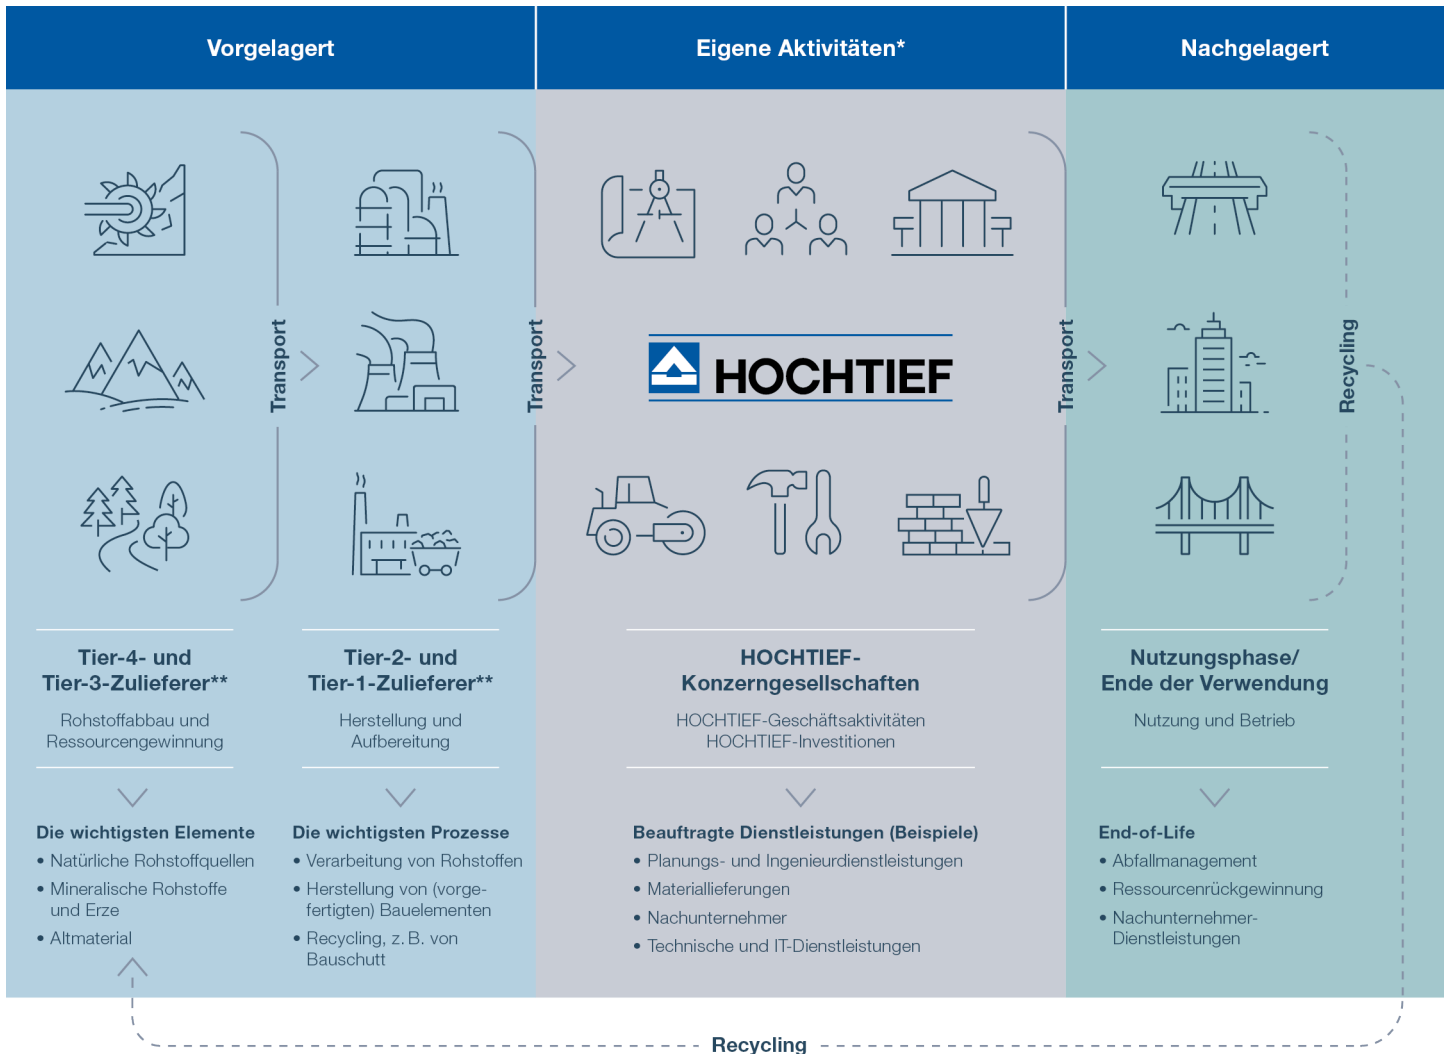 Vorgelagert
Eigene Aktivitäten*
Nachgelagert
Transport
Transport
HOCHTIEF
Transport
Recycling
Tier-4- und
Tier-3-Zulieferer**
Rohstoffabbau und
Ressourcengewinnung
Die wichtigsten Elemente
• Natürliche Rohstoffquellen
• Mineralische Rohstoffe
und Erze
• Altmaterial
Tier-2- und
Tier-1-Zulieferer**
Herstellung und
Aufbereitung
Die wichtigsten Prozesse
• Verarbeitung von Rohstoffen
• Herstellung von (vorge-
fertigten) Bauelementen
• Recycling, z. B. von
Bauschutt
HOCHTIEF-
Konzerngesellschaften
HOCHTIEF-Geschäftsaktivitäten
HOCHTIEF-Investitionen
Beauftragte Dienstleistungen (Beispiele)
• Planungs- und Ingenieurdienstleistungen
• Materiallieferungen
• Nachunternehmer
• Technische und IT-Dienstleistungen
Nutzungsphase/
Ende der Verwendung
Nutzung und Betrieb
End-of-Life
• Abfallmanagement
• Ressourcenrückgewinnung
• Nachunternehmer-
Dienstleistungen
Recycling